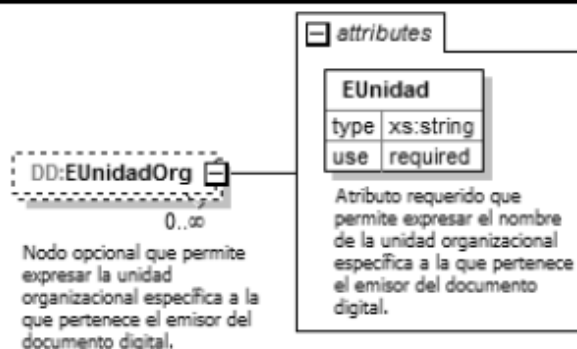 attributes
EUnidad
type xs:string
use required
Atributo requerido que
permite expresar el nombre
de la unidad organizacional
específica a la que pertenece
el emisor del documento
digital.
DD:EUnidadOrg
0..∞
Nodo opcional que permite
expresar la unidad
organizacional específica a la
que pertenece el emisor del
documento digital.